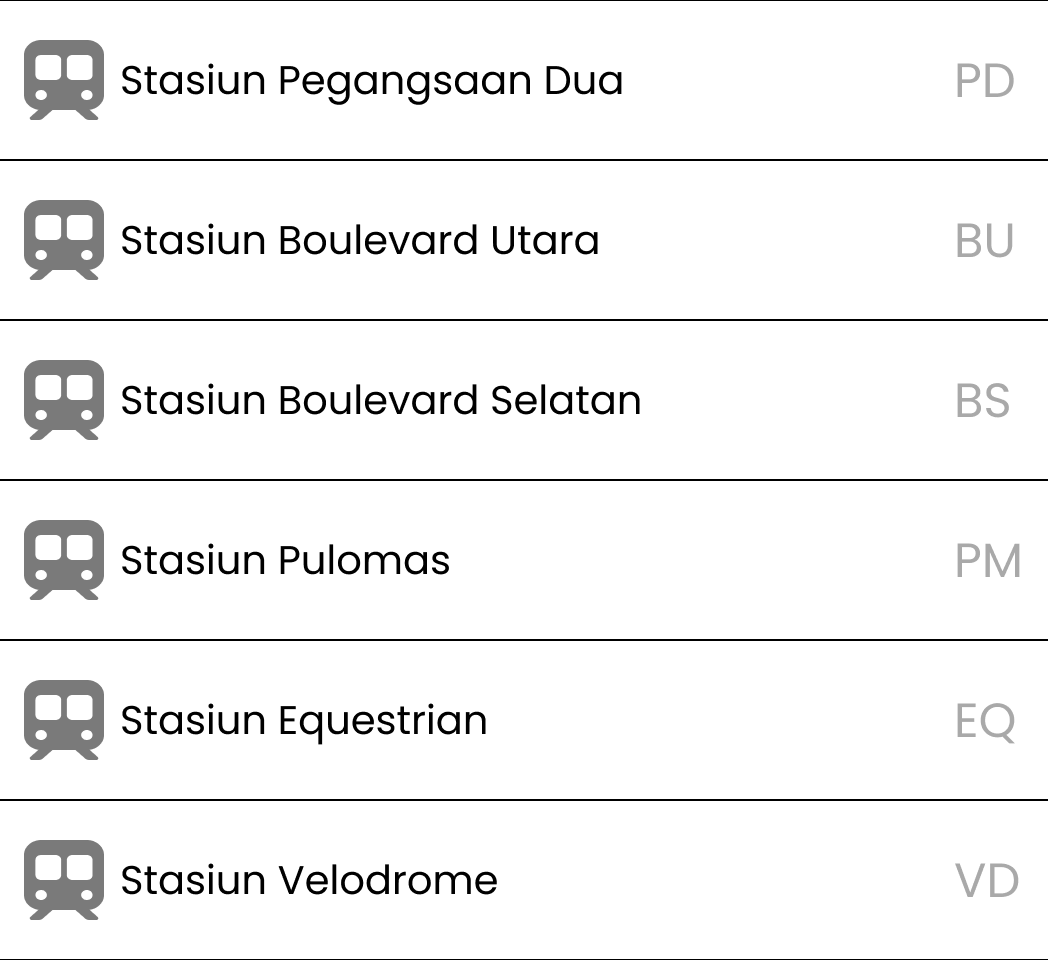 Stasiun Pegangsaan Dua PD
Stasiun Boulevard Utara BU
Stasiun Boulevard Selatan BS
Stasiun Pulomas PM
Stasiun Equestrian EQ
Stasiun Velodrome VD